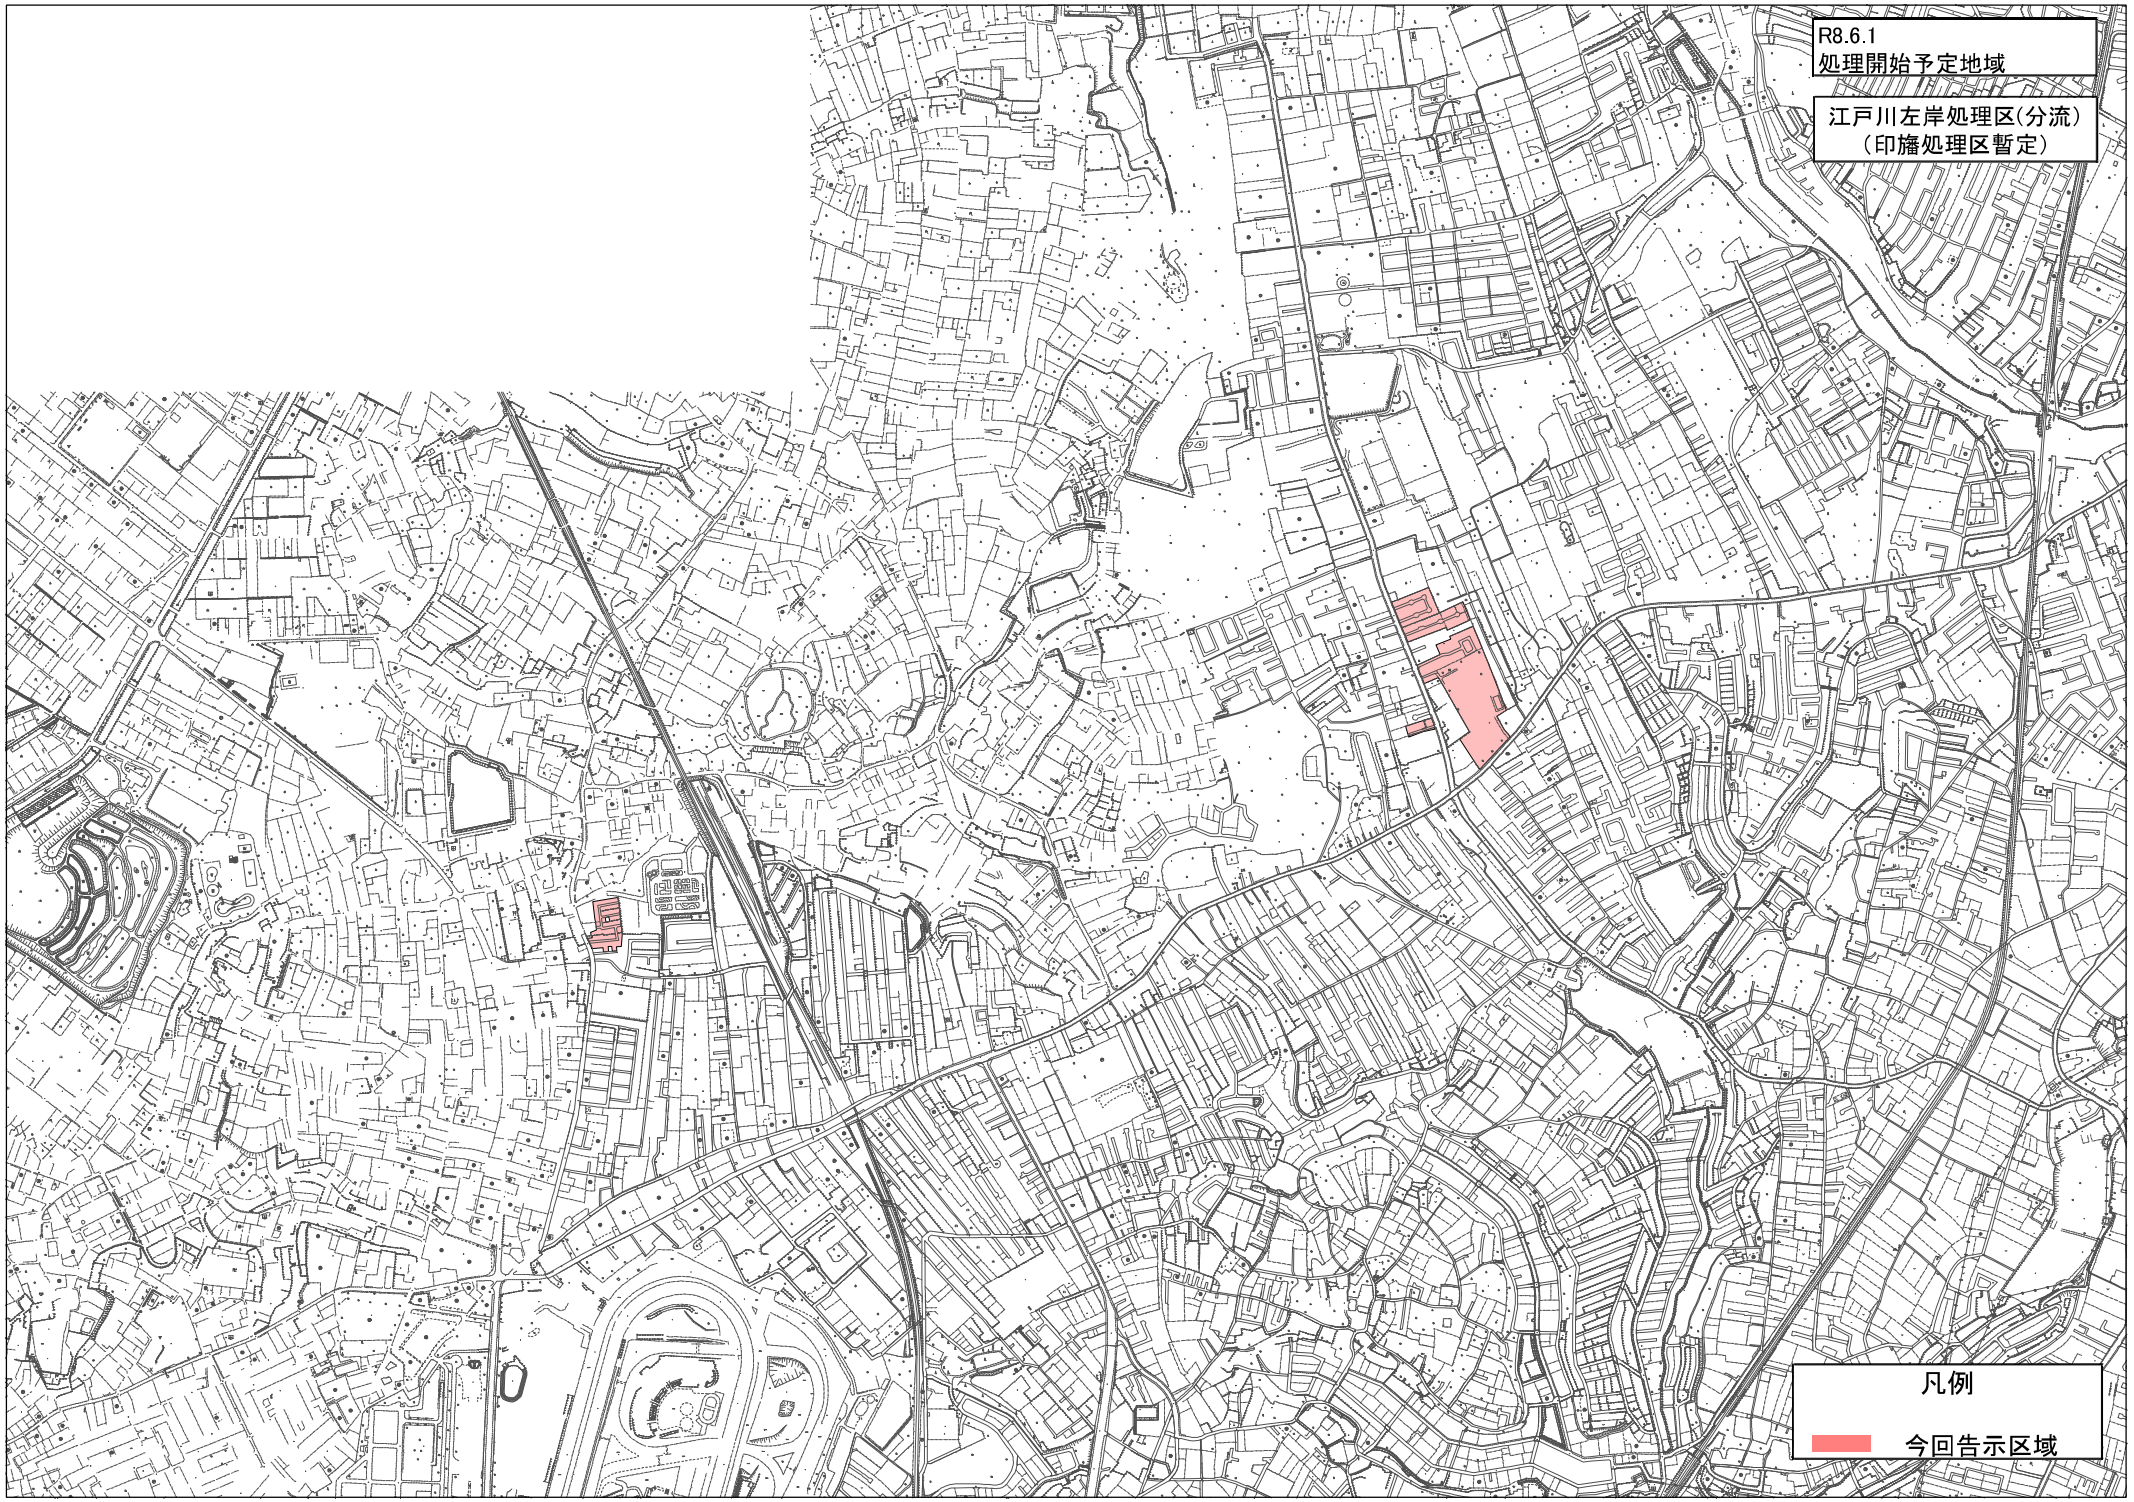 R8.6.1
処理開始予定地域
江戸川左岸処理区(分流)
(印旛処理区暫定)
凡例
今回告示区域